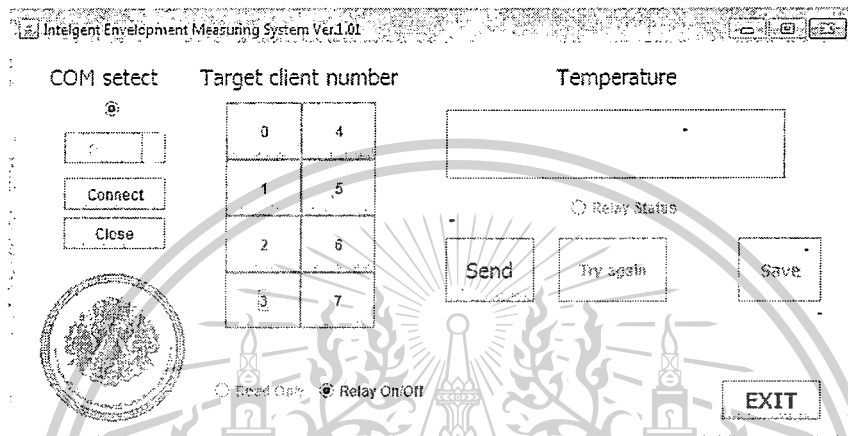 Intelgent Envelopment Measuring System Ver.1.01
COM setect
Target client number
Temperature
0 4
1 5
2 6
3 7
Connect
Close
Relay Status
Send
Try again
Save
Read Only
Relay On/Off
EXIT